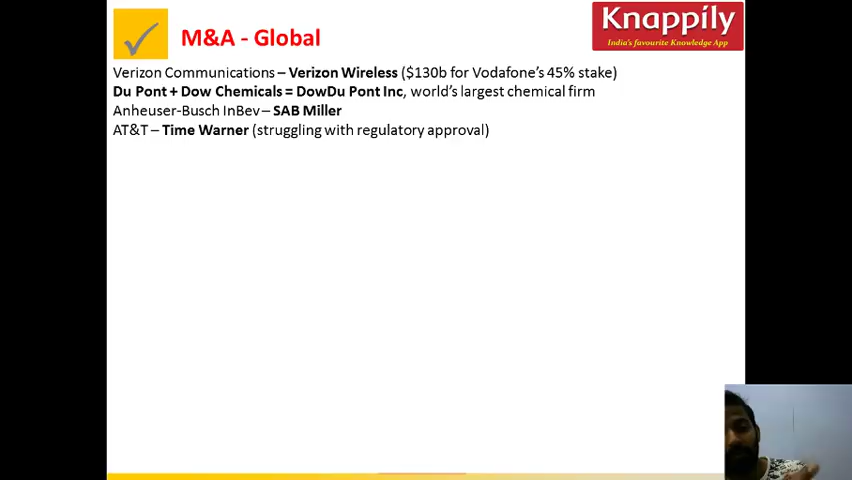 M&A - Global
Knappily
India's favourite Knowledge App
Verizon Communications – Verizon Wireless ($130b for Vodafone's 45% stake)
Du Pont + Dow Chemicals = DowDu Pont Inc, world's largest chemical firm
Anheuser-Busch InBev – SAB Miller
AT&T – Time Warner (struggling with regulatory approval)